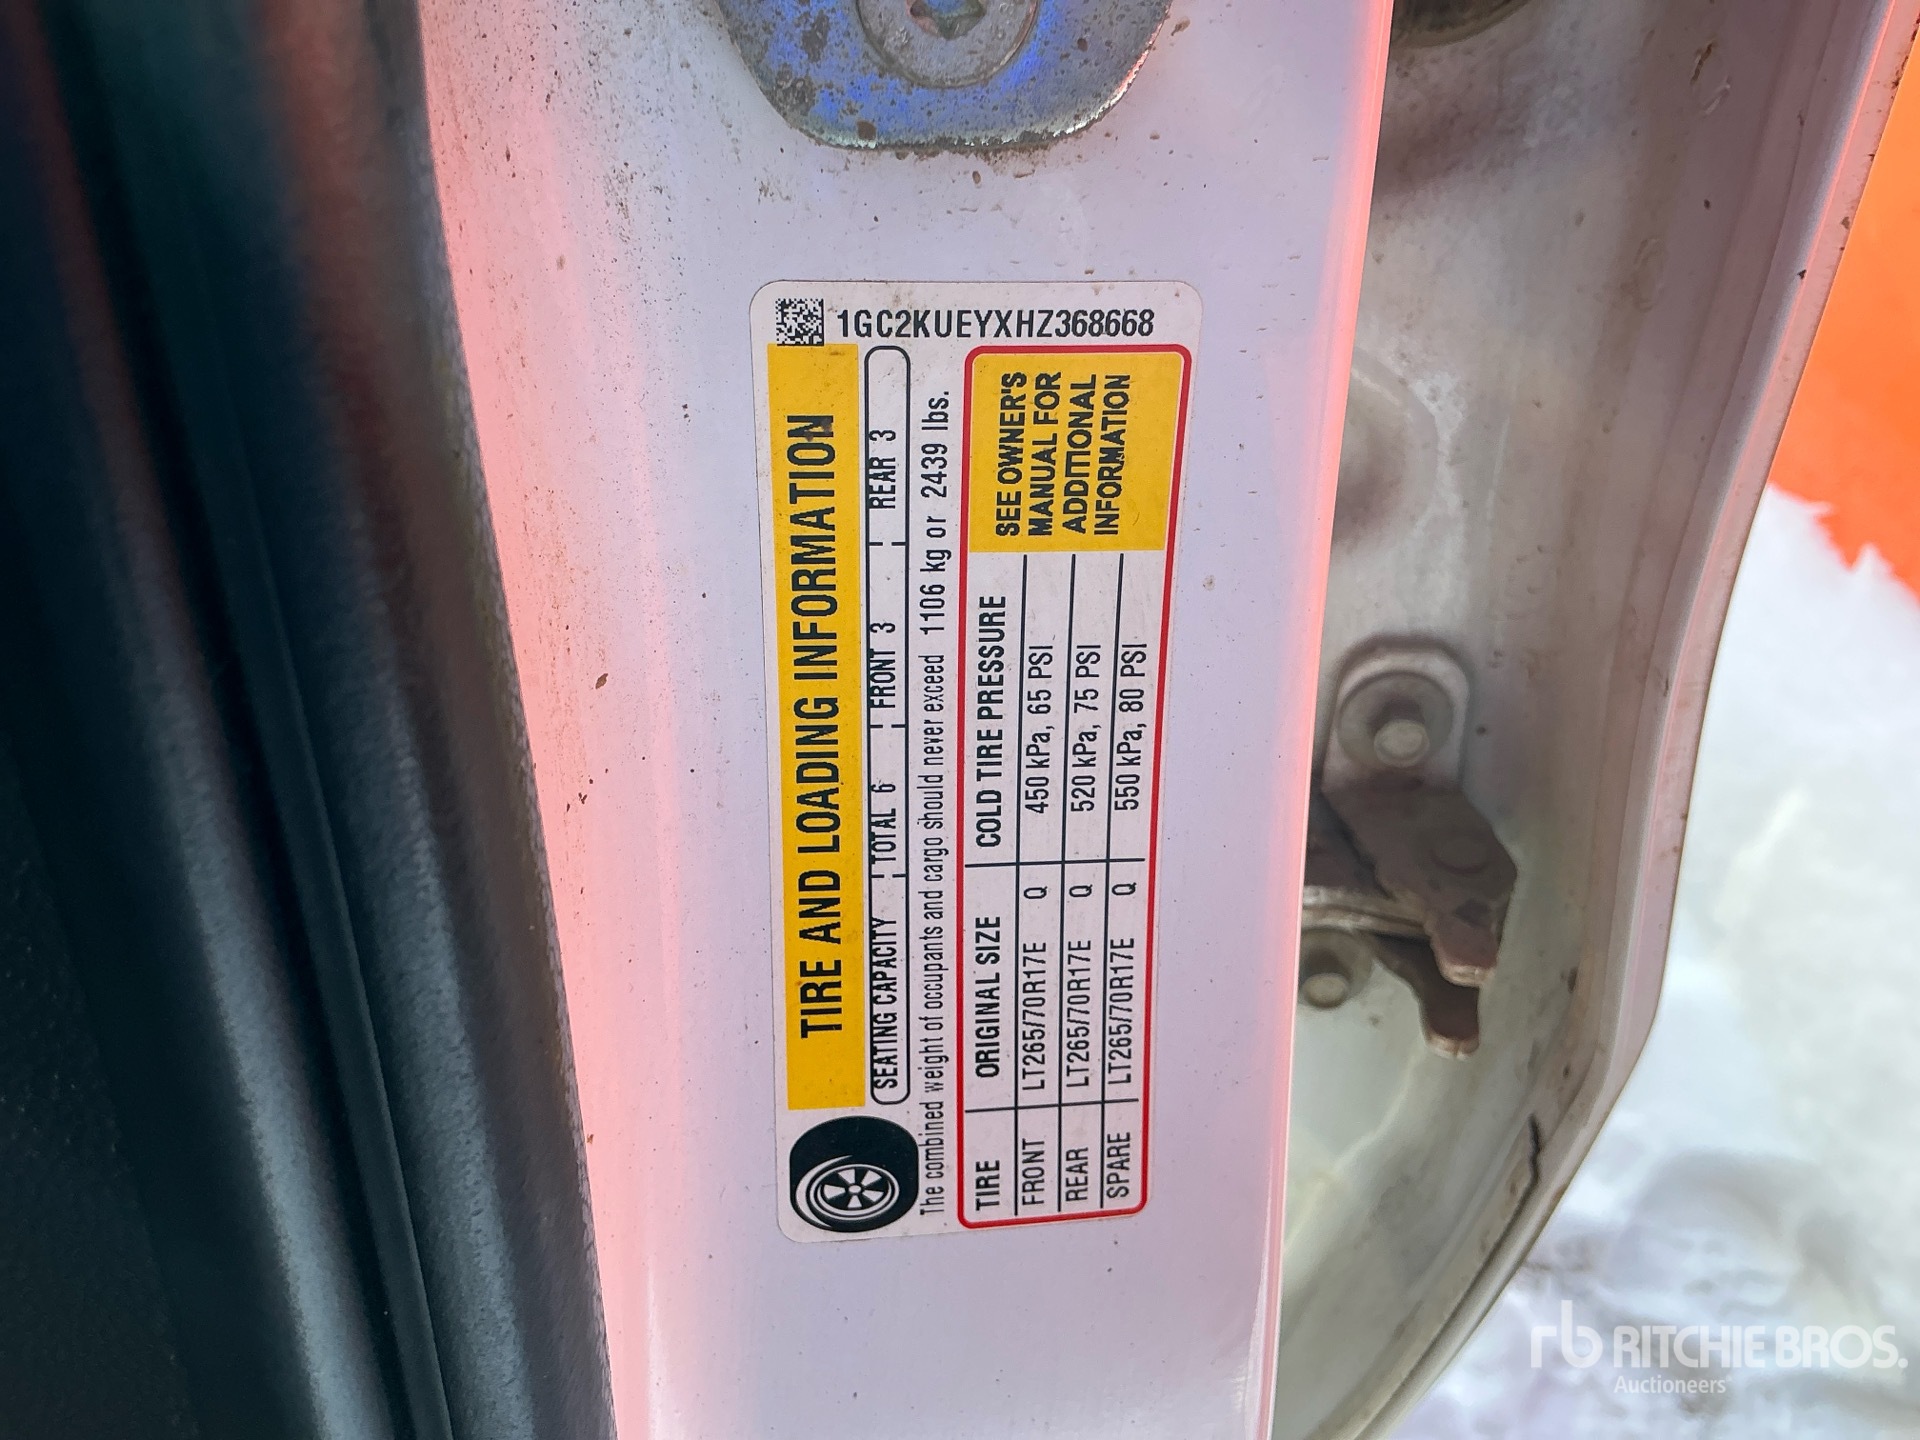 1GC2KUEYXHZ368668
TIRE AND LOADING INFORMATION
SEATING CAPACITY TOTAL 6 FRONT 3 REAR 3
The combined weight of occupants and cargo should never exceed 1106 kg or 2439 lbs.
TIRE ORIGINAL SIZE COLD TIRE PRESSURE
FRONT LT265/70R17E Q 450 kPa, 65 PSI
REAR LT265/70R17E Q 520 kPa, 75 PSI
SPARE LT265/70R17E Q 550 kPa, 80 PSI
SEE OWNER'S
MANUAL FOR
ADDITIONAL
INFORMATION
rb RITCHIE BROS.
Auctioneers